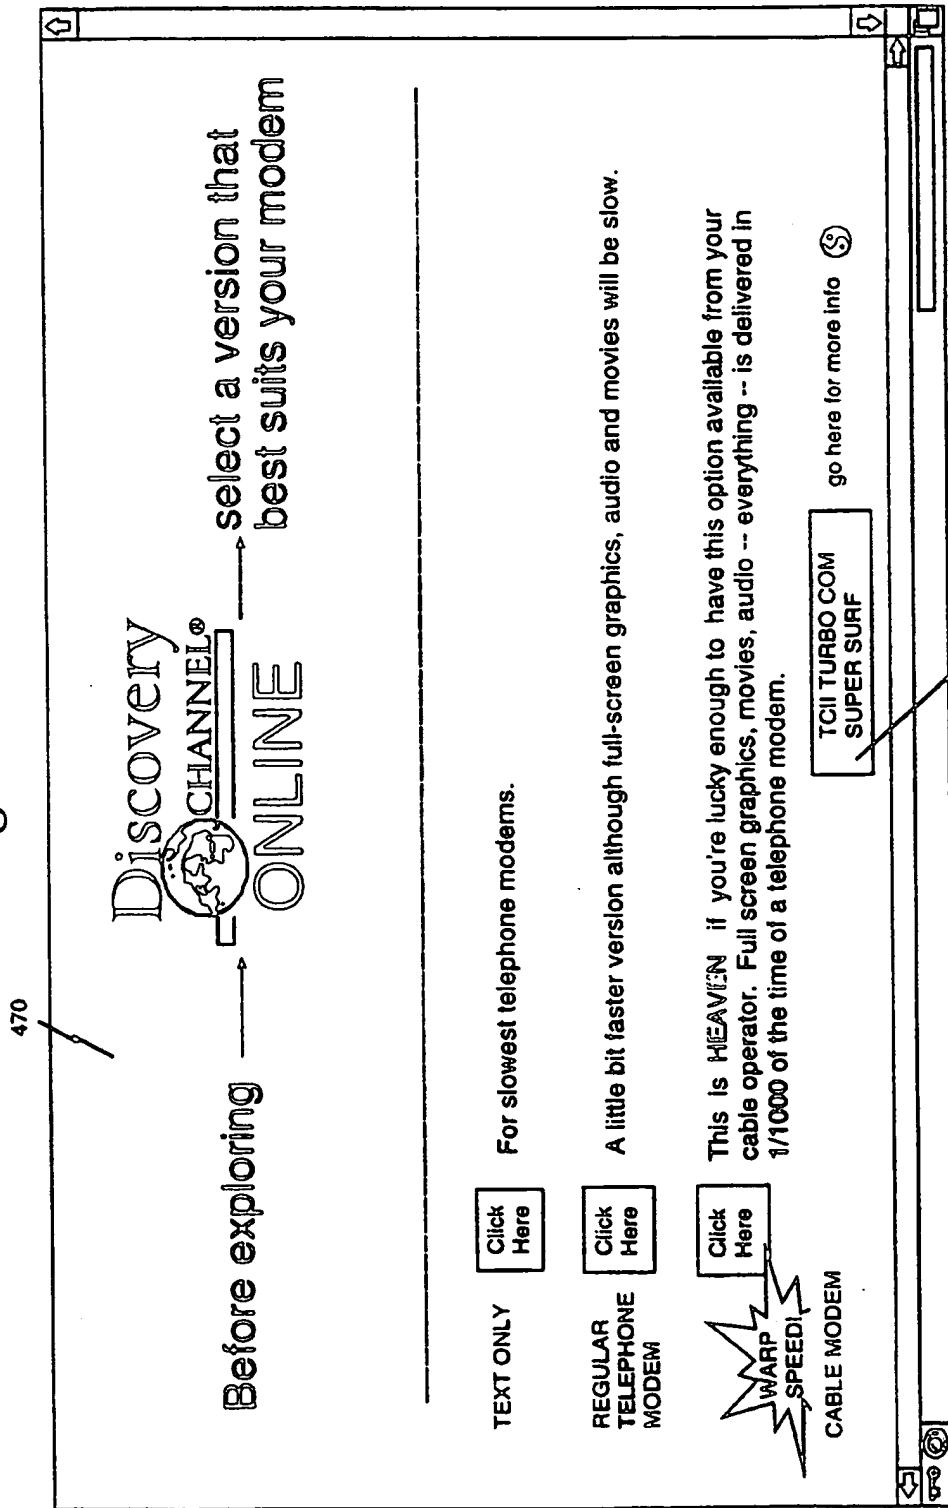 470
Before exploring
Discovery
CHANNEL®
ONLINE
select a version that
best suits your modem
TEXT ONLY
Click
Here
For slowest telephone modems.
REGULAR
TELEPHONE
MODEM
Click
Here
A little bit faster version although full-screen graphics, audio and movies will be slow.
WARP
SPEED!
CABLE MODEM
Click
Here
This is HEAVEN if you're lucky enough to have this option available from your
cable operator. Full screen graphics, movies, audio -- everything -- is delivered in
1/1000 of the time of a telephone modem.
TCII TURBO COM
SUPER SURF
go here for more info